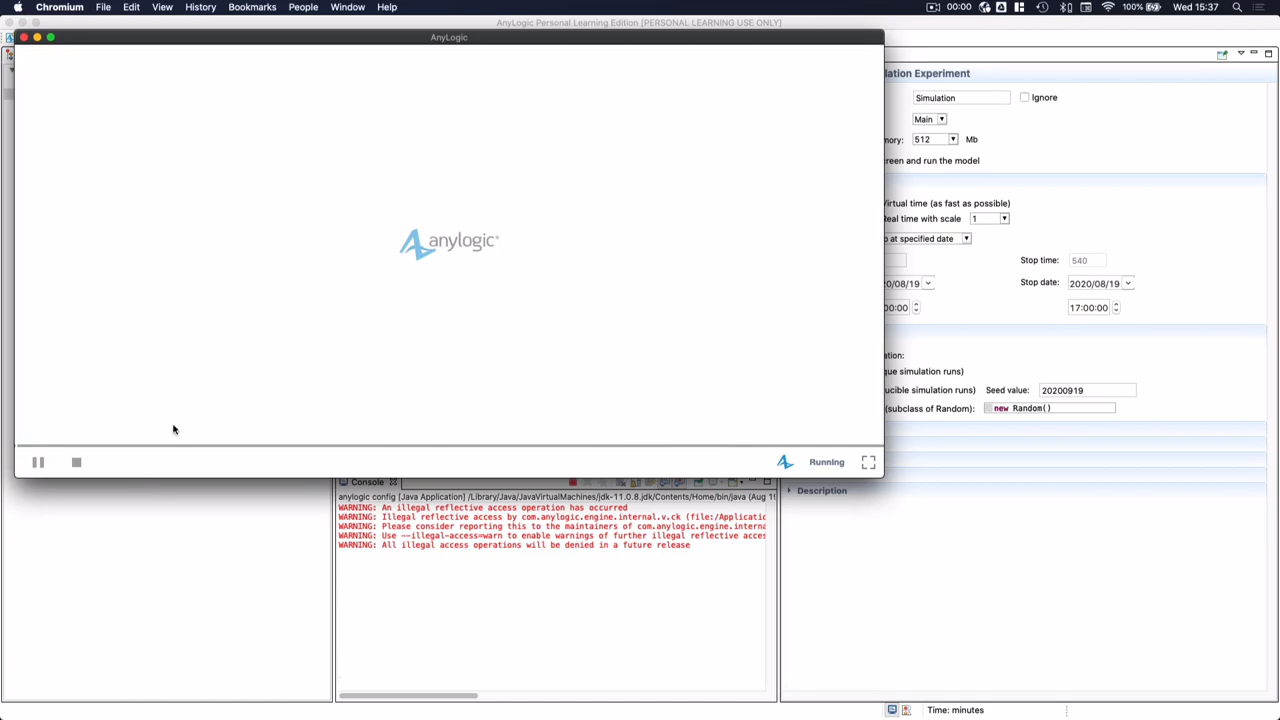 Chromium File Edit View History Bookmarks People Window Help 00:00 100% Wed 15:37
AnyLogic Personal Learning Edition [PERSONAL LEARNING USE ONLY]
AnyLogic
anylogic
Running
lation Experiment
Simulation Ignore
Main
nory: 512 Mb
creen and run the model
Virtual time (as fast as possible)
Real time with scale 1
p at specified date
Stop time: 540
20/08/19 Stop date: 2020/08/19
00:00 17:00:00
ation:
que simulation runs)
ucible simulation runs) Seed value: 20200919
(subclass of Random): new Random()
Description
Console
anylogic config [Java Application] /Library/Java/JavaVirtualMachines/jdk-11.0.8.jdk/Contents/Home/bin/java (Aug 1
WARNING: An illegal reflective access operation has occurred
WARNING: Illegal reflective access by com.anylogic.engine.internal.v.ck (file:/Applicatio
WARNING: Please consider reporting this to the maintainers of com.anylogic.engine.interna
WARNING: Use --illegal-access=warn to enable warnings of further illegal reflective acces
WARNING: All illegal access operations will be denied in a future release
Time: minutes